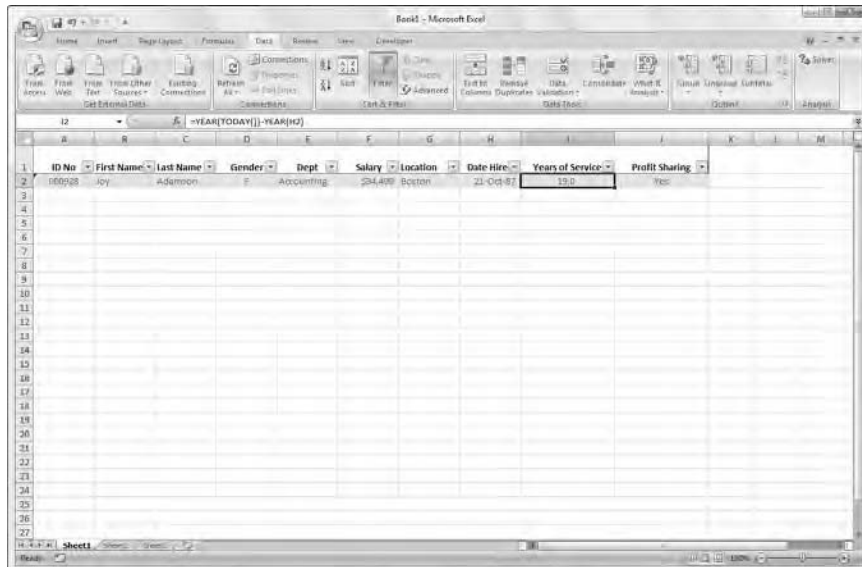 Book1 - Microsoft Excel
Home Insert Page Layout Formulas Data Review View Developer
From Access From Web From Text From Other Sources Existing Connections Refresh All Connections Properties Edit Links Sort Filter Clear Reapply Advanced Text to Columns Remove Duplicates Data Validation Consolidate What-If Analysis Group Ungroup Subtotal Solver
Get External Data Connections Sort & Filter Data Tools Outline Analysis
I2 fx =YEAR(TODAY())-YEAR(H2)
A B C D E F G H I J K L M
1 ID No First Name Last Name Gender Dept Salary Location Date Hire Years of Service Profit Sharing
2 000928 Joy Adamson F Accounting $94,400 Boston 21-Oct-87 19.0 Yes
3
4
5
6
7
8
9
10
11
12
13
14
15
16
17
18
19
20
21
22
23
24
25
26
27
Sheet1 Sheet2 Sheet3
Ready 100%